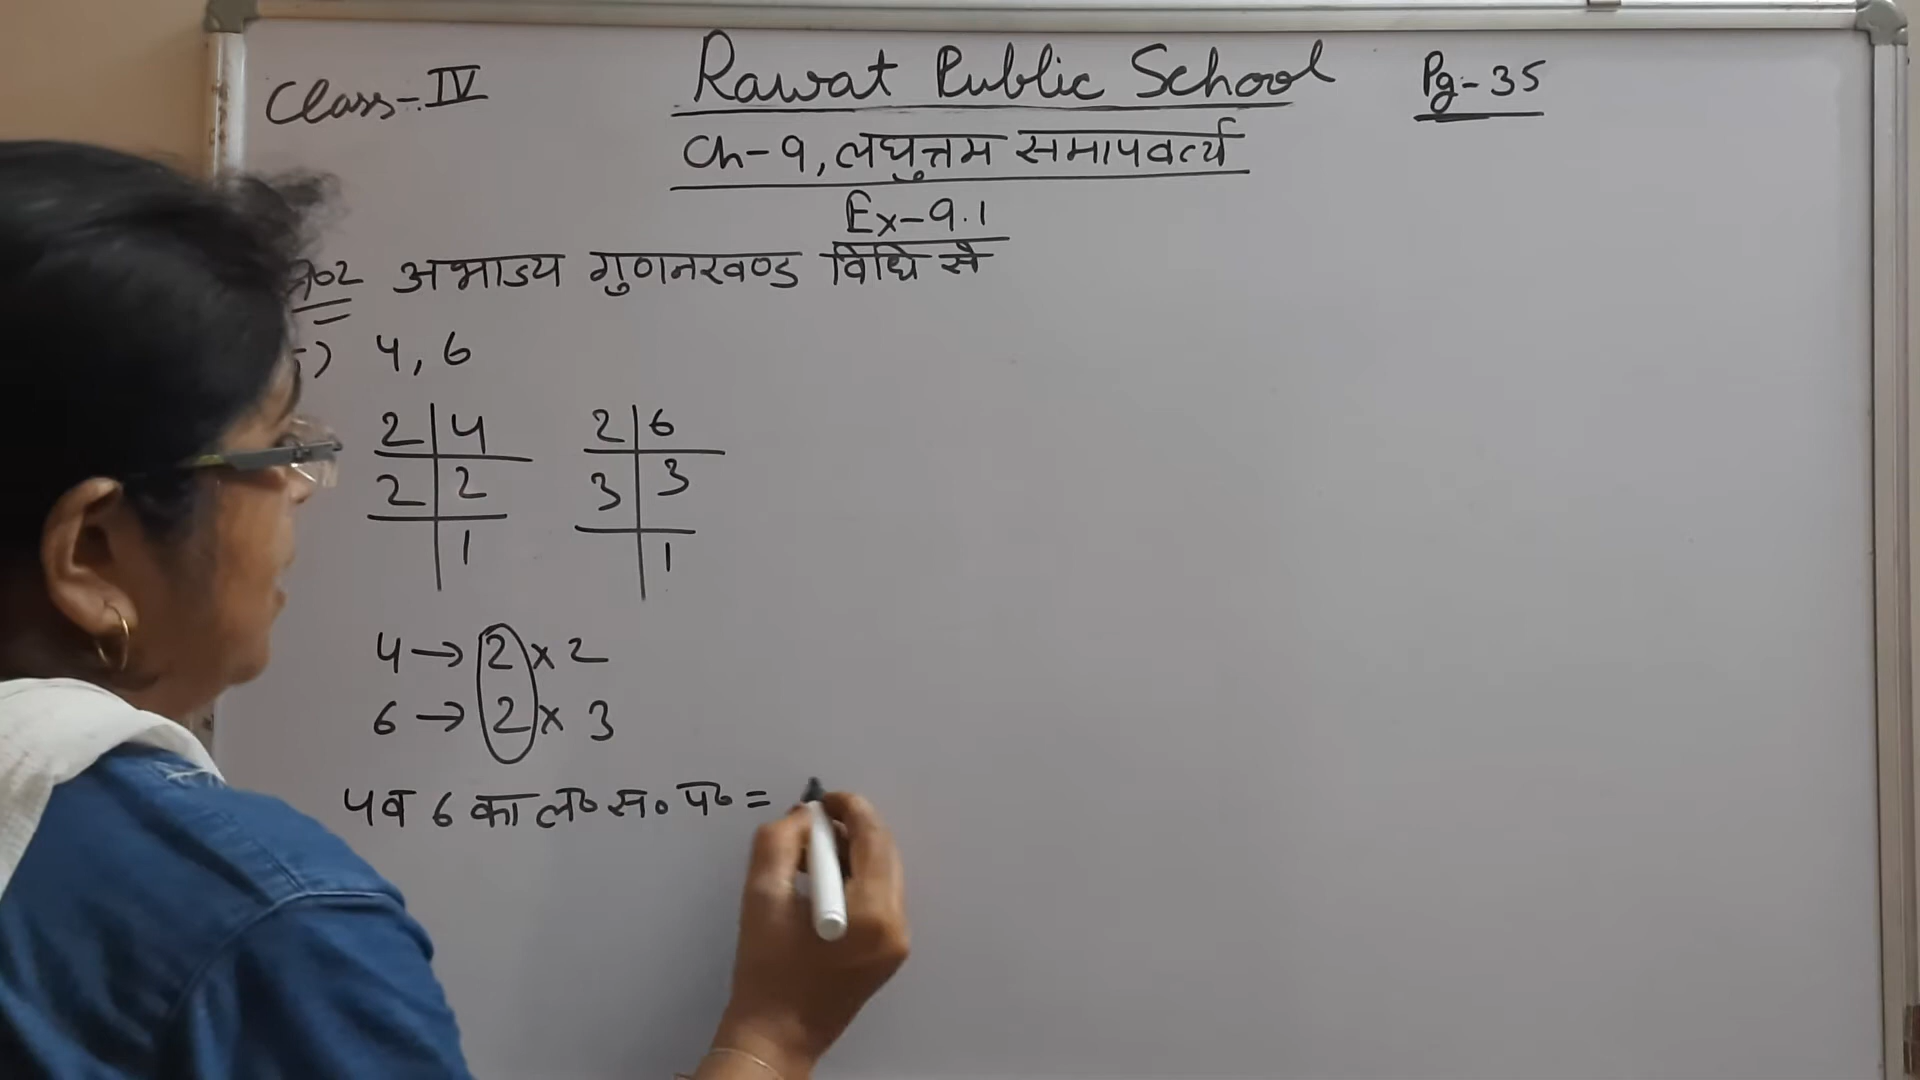 Class-IV Rawat Public School Pg-35
Ch-9, लघुत्तम समापवर्त्य
Ex-9.1
प्र०2 अभाज्य गुणनखण्ड विधि से
) 4, 6
2 4 2 6
2 2 3 3
1 1
4→ 2 × 2
6→ 2 × 3
4 व 6 का ल० स० प० =